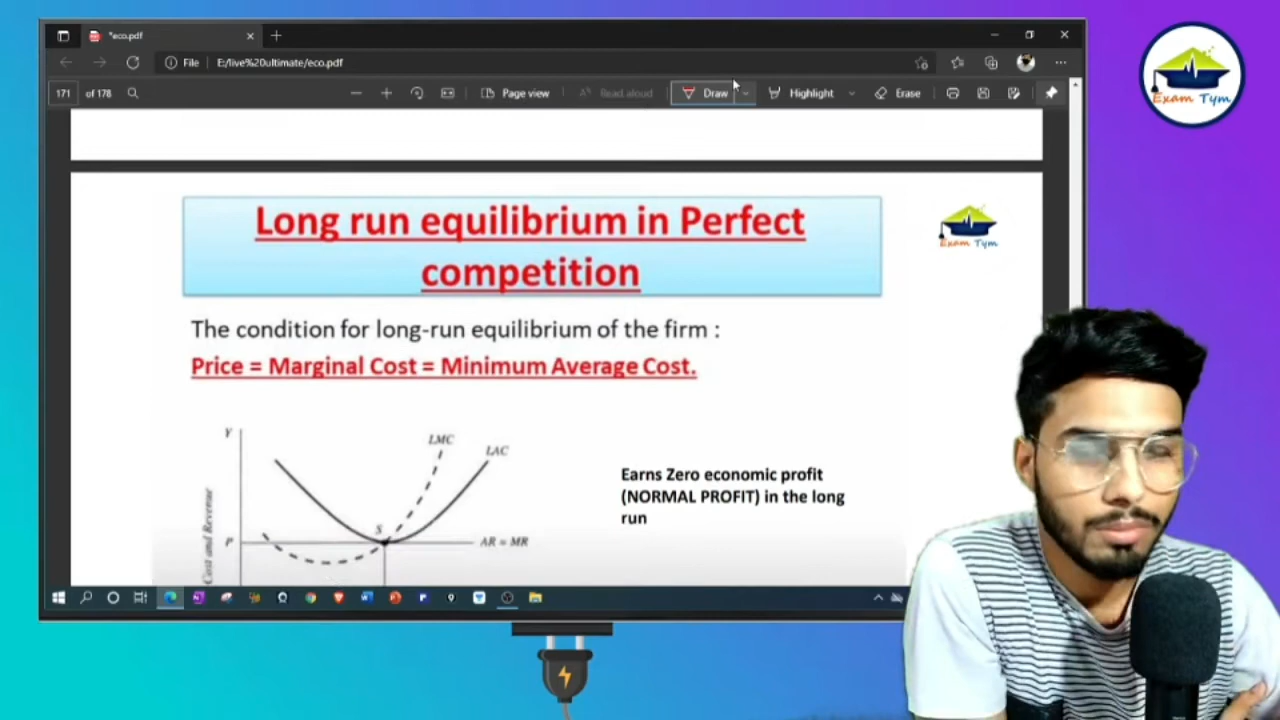 *eco.pdf
File
E:/live%20ultimate/eco.pdf
171 of 178
Page view
Read aloud
Draw
Highlight
Erase
Exam Tym
Long run equilibrium in Perfect
competition
Exam Tym
The condition for long-run equilibrium of the firm :
Price = Marginal Cost = Minimum Average Cost.
Y
LMC
LAC
Cost and Revenue
S
P
AR = MR
Earns Zero economic profit
(NORMAL PROFIT) in the long
run